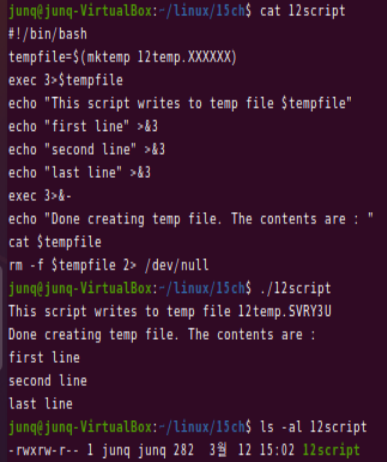 junq@junq-VirtualBox:~/linux/15ch$ cat 12script
#!/bin/bash
tempfile=$(mktemp 12temp.XXXXXX)
exec 3>$tempfile
echo "This script writes to temp file $tempfile"
echo "first line" >&3
echo "second line" >&3
echo "last line" >&3
exec 3>&-
echo "Done creating temp file. The contents are : "
cat $tempfile
rm -f $tempfile 2> /dev/null
junq@junq-VirtualBox:~/linux/15ch$ ./12script
This script writes to temp file 12temp.SVRY3U
Done creating temp file. The contents are :
first line
second line
last line
junq@junq-VirtualBox:~/linux/15ch$ ls -al 12script
-rwxrw-r-- 1 junq junq 282  3월 12 15:02 12script